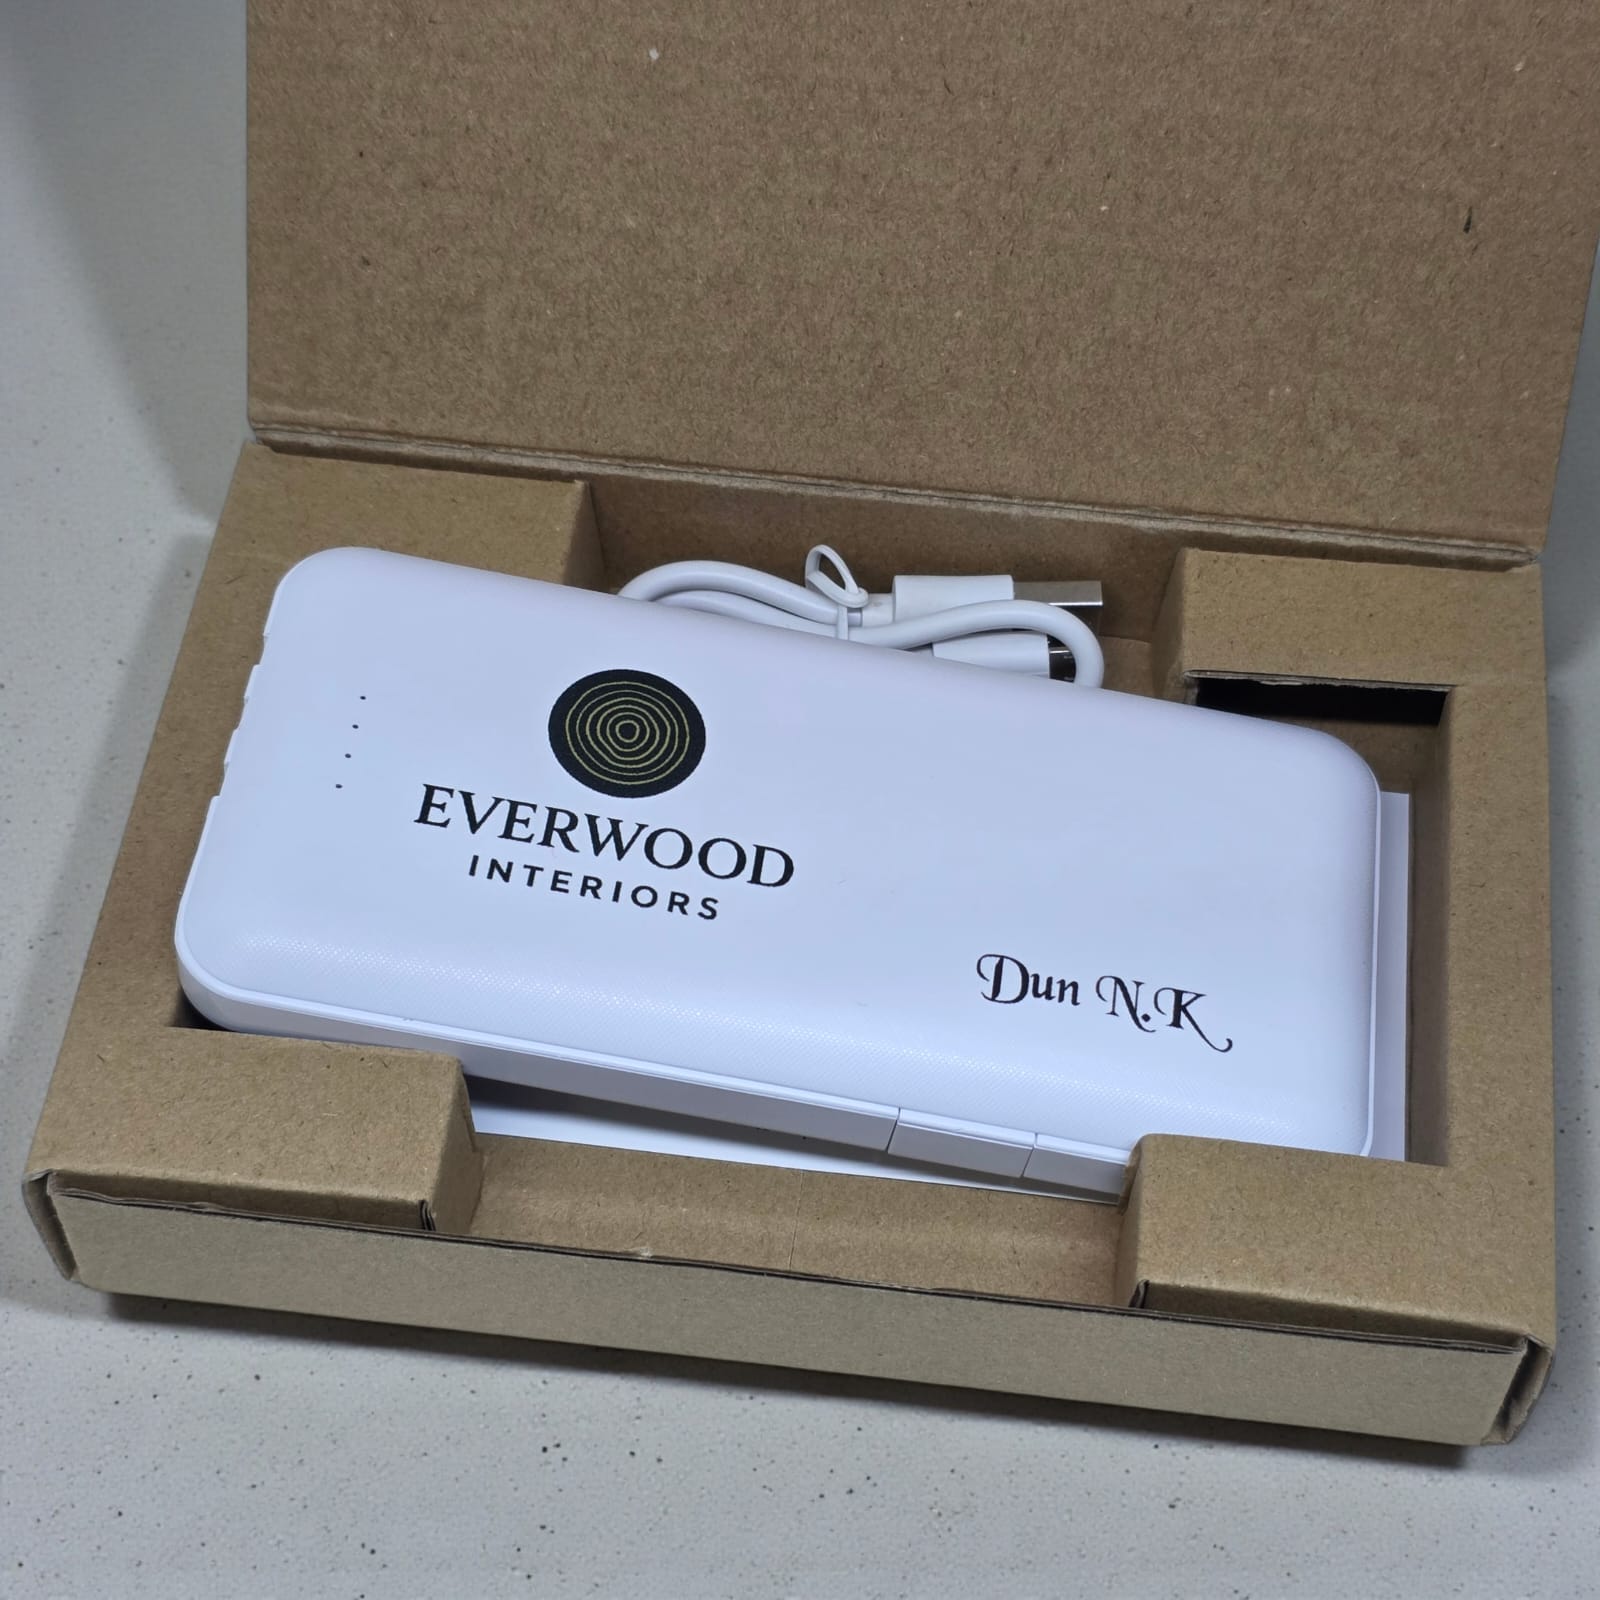 EVERWOOD
INTERIORS
Dun N.K